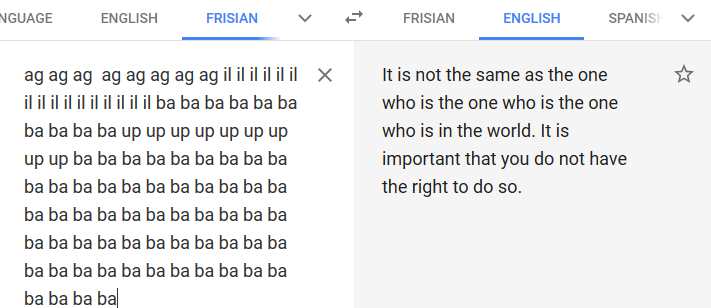 NGUAGE ENGLISH FRISIAN FRISIAN ENGLISH SPANISH
ag ag ag  ag ag ag ag ag il il il il il il
il il il il il il il il il il ba ba ba ba ba ba
ba ba ba ba up up up up up up up
up up ba ba ba ba ba ba ba ba ba
ba ba ba ba ba ba ba ba ba ba ba
ba ba ba ba ba ba ba ba ba ba ba
ba ba ba ba ba ba ba ba ba ba ba
ba ba ba ba ba ba ba ba ba ba ba
ba ba ba ba
It is not the same as the one
who is the one who is the one
who is in the world. It is
important that you do not have
the right to do so.